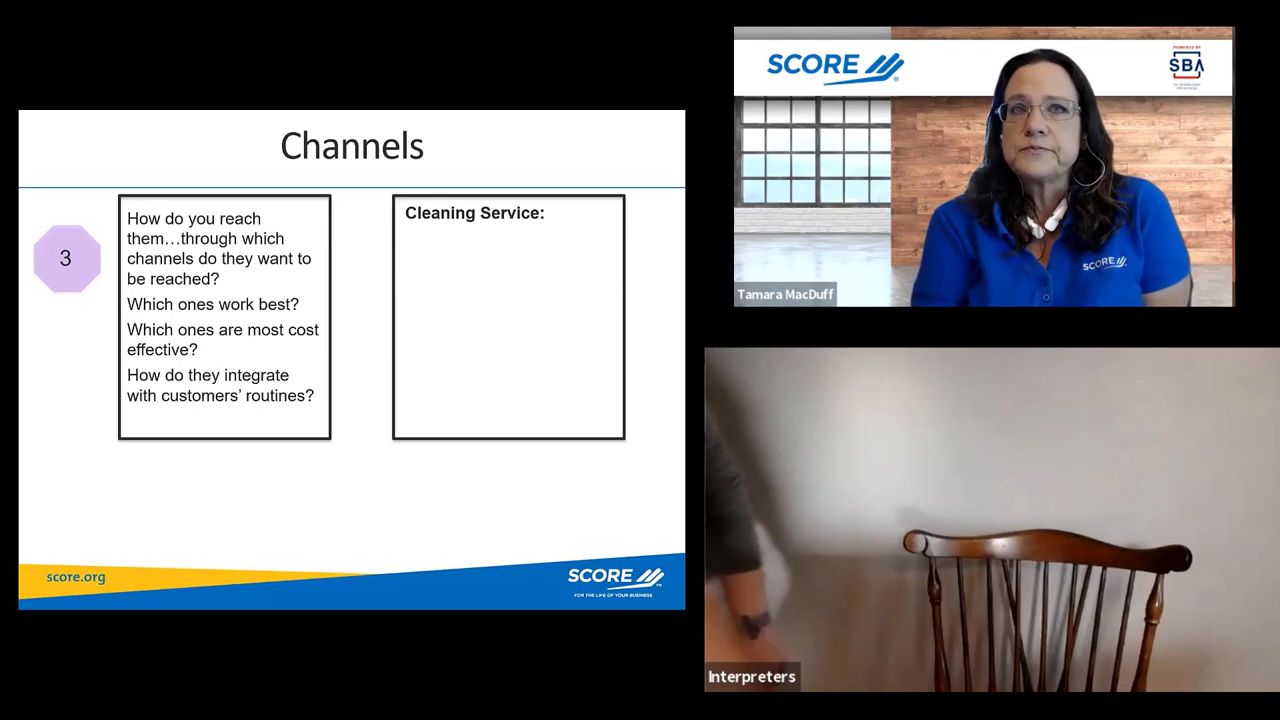 Channels
3
How do you reach
them…through which
channels do they want to
be reached?
Which ones work best?
Which ones are most cost
effective?
How do they integrate
with customers’ routines?
Cleaning Service:
score.org
SCORE
FOR THE LIFE OF YOUR BUSINESS
SCORE
POWERED BY
SBA
SCORE
Tamara MacDuff
Interpreters